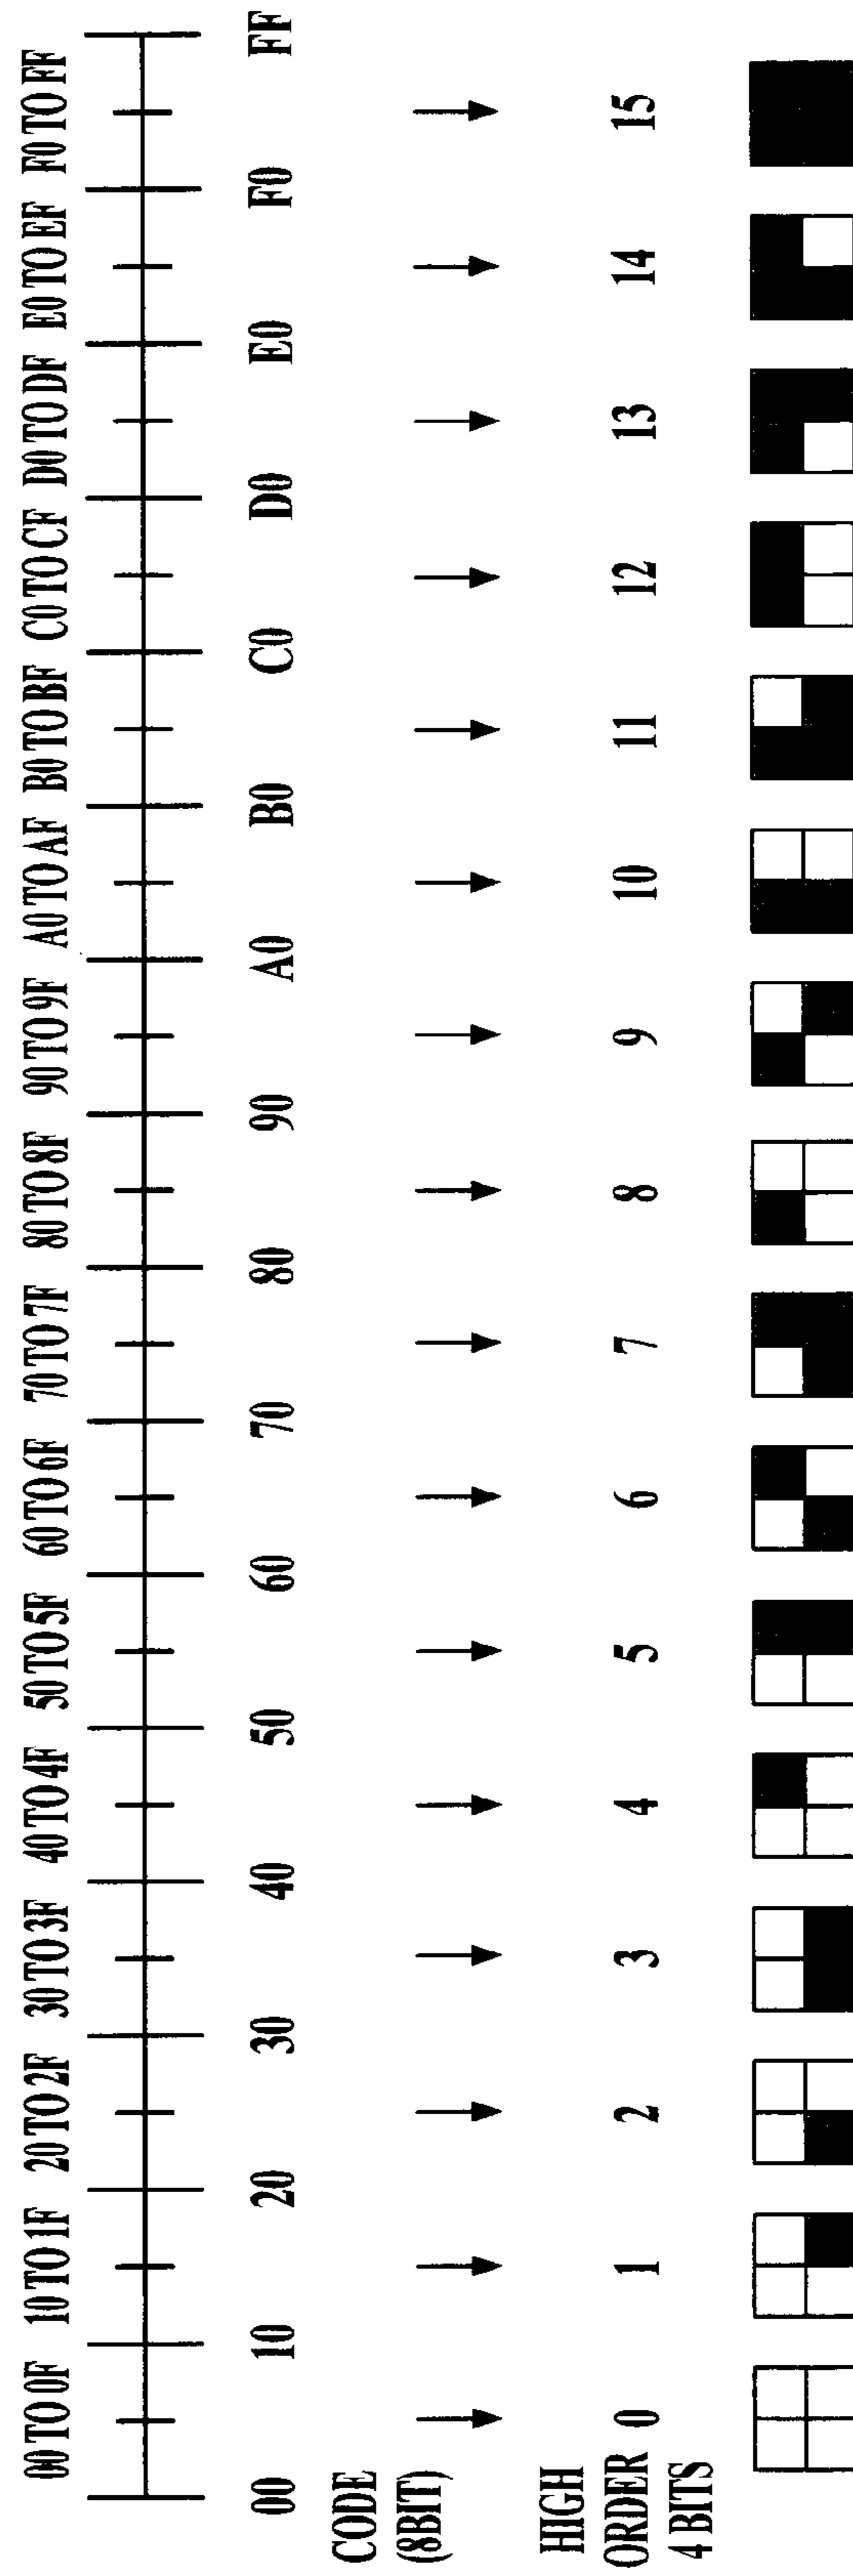 00 TO 0F 10 TO 1F 20 TO 2F 30 TO 3F 40 TO 4F 50 TO 5F 60 TO 6F 70 TO 7F 80 TO 8F 90 TO 9F A0 TO AF B0 TO BF C0 TO CF D0 TO DF E0 TO EF F0 TO FF
00 10 20 30 40 50 60 70 80 90 A0 B0 C0 D0 E0 F0 FF
CODE
(8BIT)
HIGH
ORDER 0 1 2 3 4 5 6 7 8 9 10 11 12 13 14 15
4 BITS